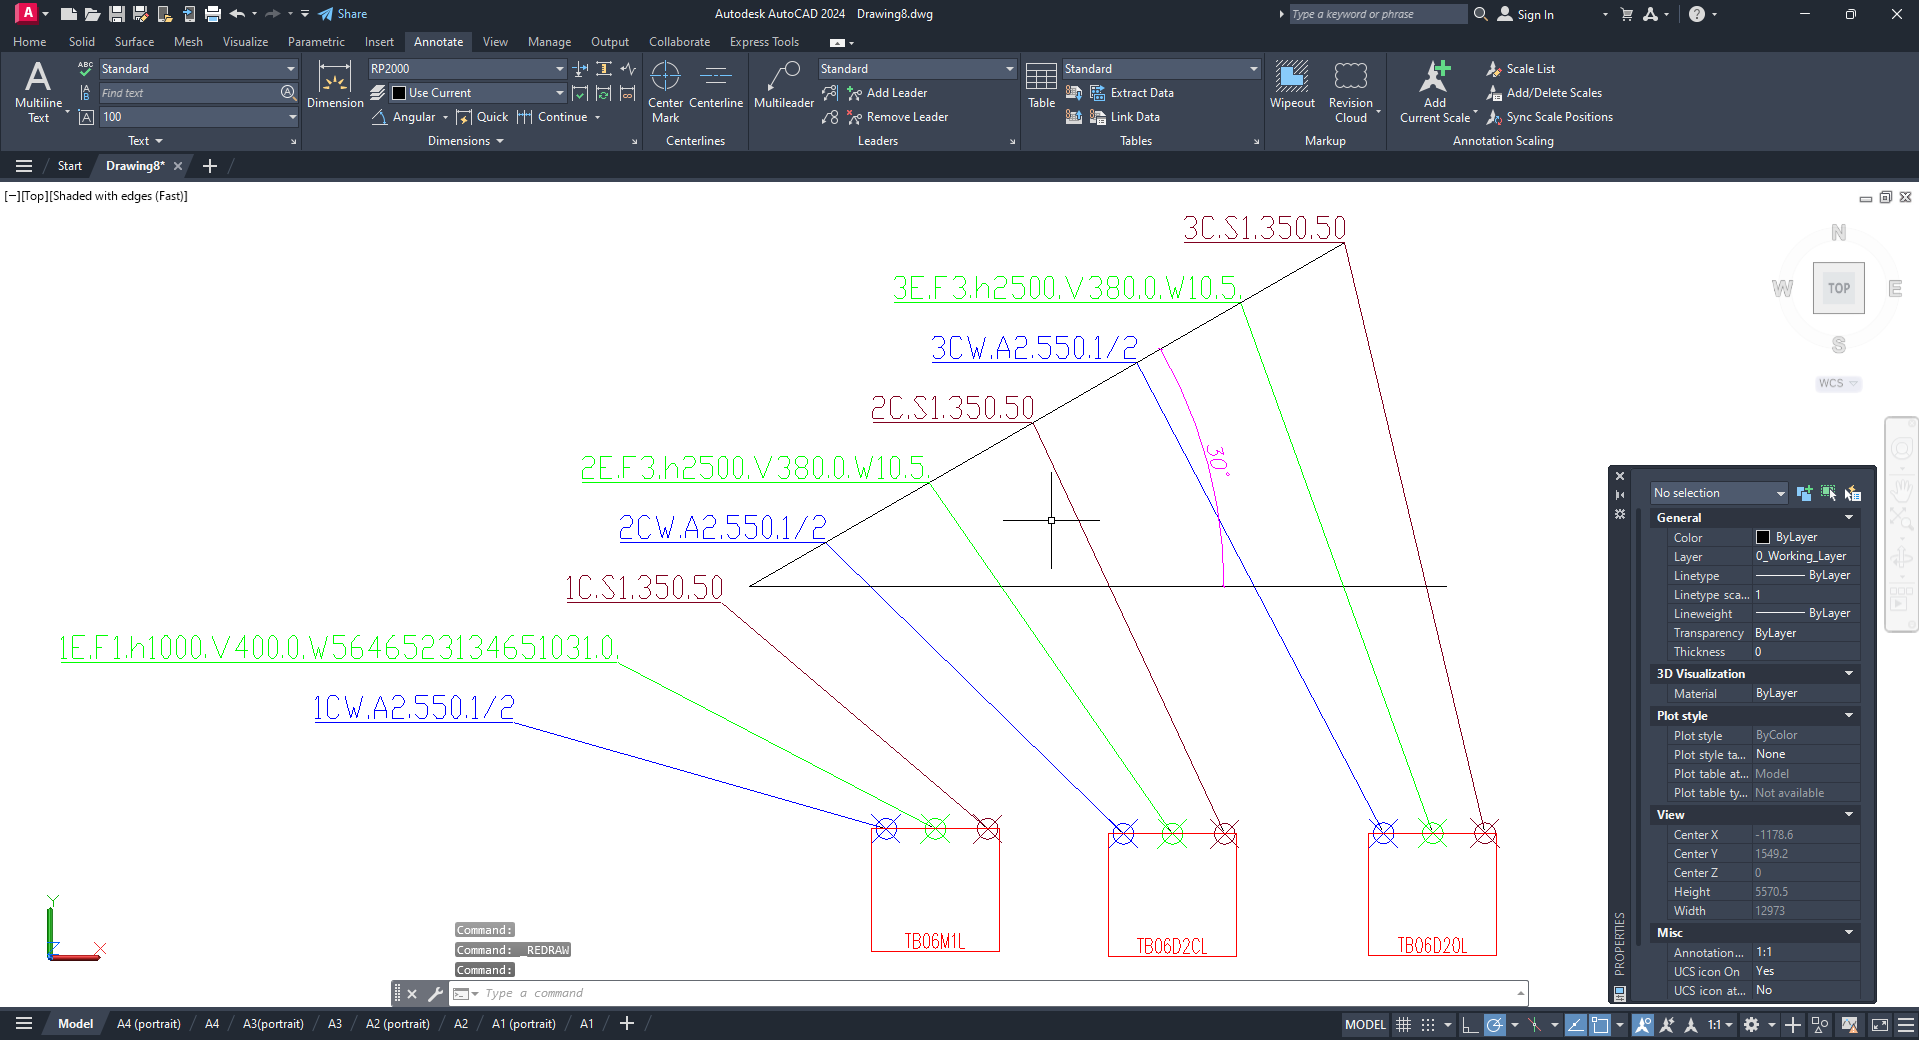 Share
Autodesk AutoCAD 2024 Drawing8.dwg
Type a keyword or phrase
Sign In
Home Solid Surface Mesh Visualize Parametric Insert Annotate View Manage Output Collaborate Express Tools
Multiline Text
ABC
Standard
Find text
100
Text
Dimension
RP2000
Use Current
Angular Quick Continue
Dimensions
Center Mark
Centerline
Centerlines
Multileader
Standard
Add Leader
Remove Leader
Leaders
Table
Standard
Extract Data
Link Data
Tables
Wipeout
Revision Cloud
Markup
Add Current Scale
Scale List
Add/Delete Scales
Sync Scale Positions
Annotation Scaling
Start
Drawing8*
[−][Top][Shaded with edges (Fast)]
3C.S1.350.50
3E.F3.h2500.V380.0.W10.5.
3CW.A2.550.1/2
2C.S1.350.50
30°
2E.F3.h2500.V380.0.W10.5.
2CW.A2.550.1/2
1C.S1.350.50
1E.F1.h1000.V400.0.W56465231346510310.
1CW.A2.550.1/2
TB06M1L
TB06D2CL
TB06D2OL
N
W TOP E
S
WCS
Y
Z
X
No selection
General
Color ByLayer
Layer 0_Working_Layer
Linetype ByLayer
Linetype sca... 1
Lineweight ByLayer
Transparency ByLayer
Thickness 0
3D Visualization
Material ByLayer
Plot style
Plot style ByColor
Plot style ta... None
Plot table at... Model
Plot table ty... Not available
View
Center X -1178.6
Center Y 1549.2
Center Z 0
Height 5570.5
Width 12973
Misc
Annotation... 1:1
UCS icon On Yes
UCS icon at... No
PROPERTIES
Command:
Command: _REDRAW
Command:
Type a command
Model A4 (portrait) A4 A3(portrait) A3 A2 (portrait) A2 A1 (portrait) A1
MODEL
1:1